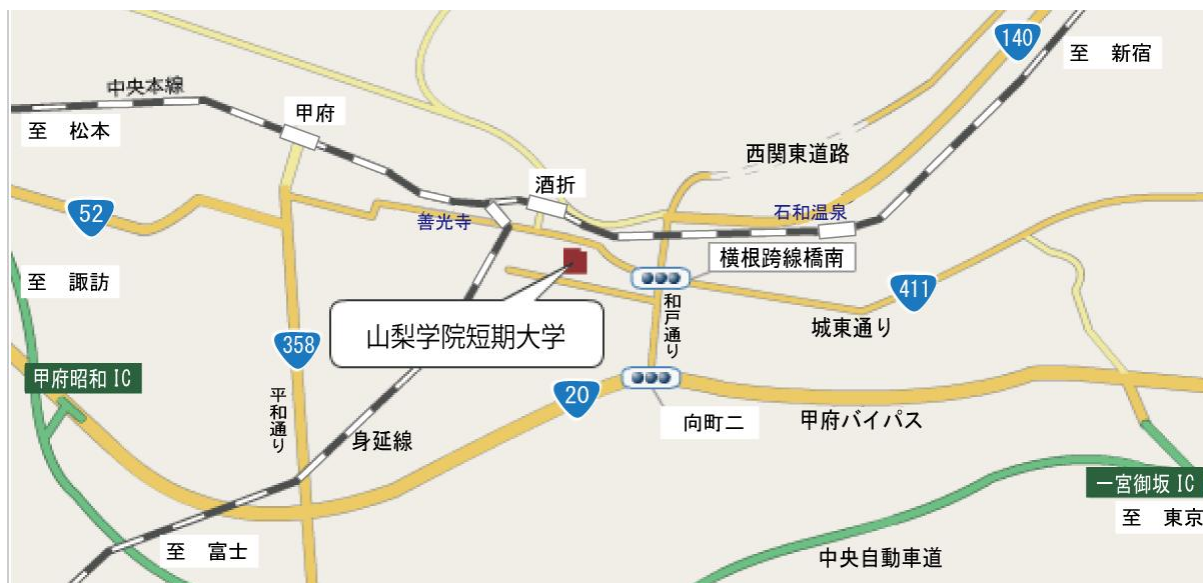 140
至 新宿
中央本線
甲府
至 松本
西関東道路
酒折
52
善光寺
石和温泉
横根跨線橋南
至 諏訪
411
和戸通り
城東通り
山梨学院短期大学
358
甲府昭和 IC
20
平和通り
向町二
甲府バイパス
身延線
一宮御坂 IC
至 東京
至 富士
中央自動車道